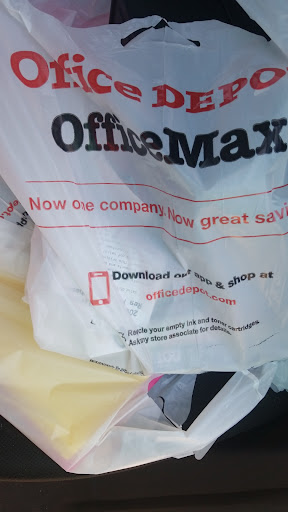 Office DEPO
OfficeMax
Now one company. Now great savi
Download our app & shop at
officedepot.com
Recycle your empty ink and toner cartridges.
Ask any store associate for details.